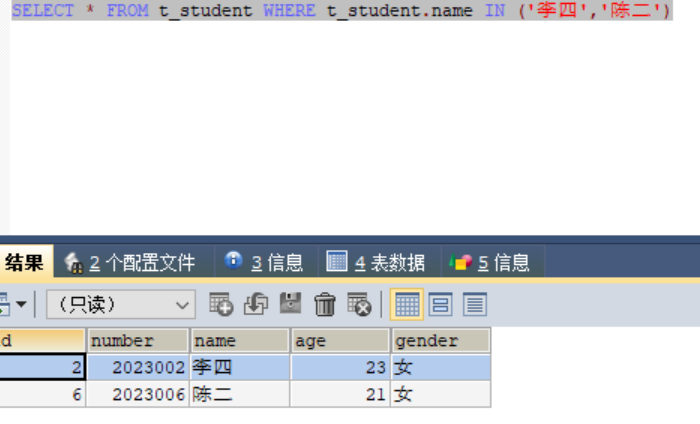 SELECT * FROM t_student WHERE t_student.name IN ('李四','陈二')
结果 2 个配置文件 3 信息 4 表数据 5 信息
（只读）
d number name age gender
2 2023002 李四 23 女
6 2023006 陈二 21 女